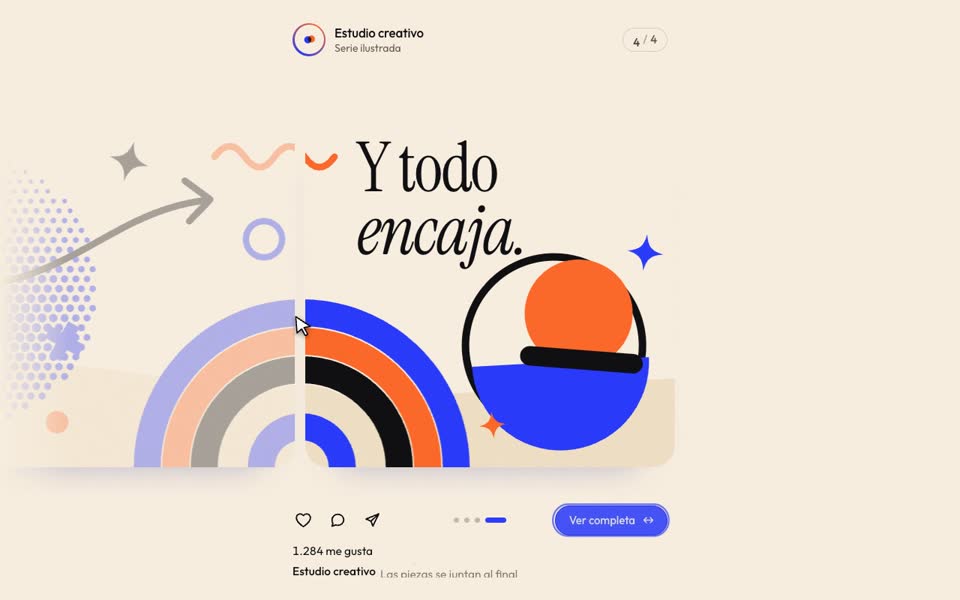 Estudio creativo
Serie ilustrada
4 / 4
Y todo
encaja.
Ver completa
1.284 me gusta
Estudio creativo Las piezas se juntan al final